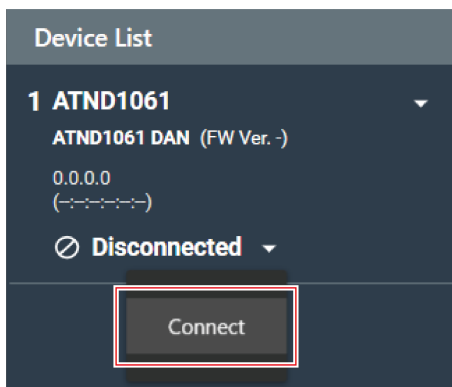 Device List
1 ATND1061
ATND1061 DAN (FW Ver. -)
0.0.0.0
(--:--:--:--:--:--)
Disconnected
Connect